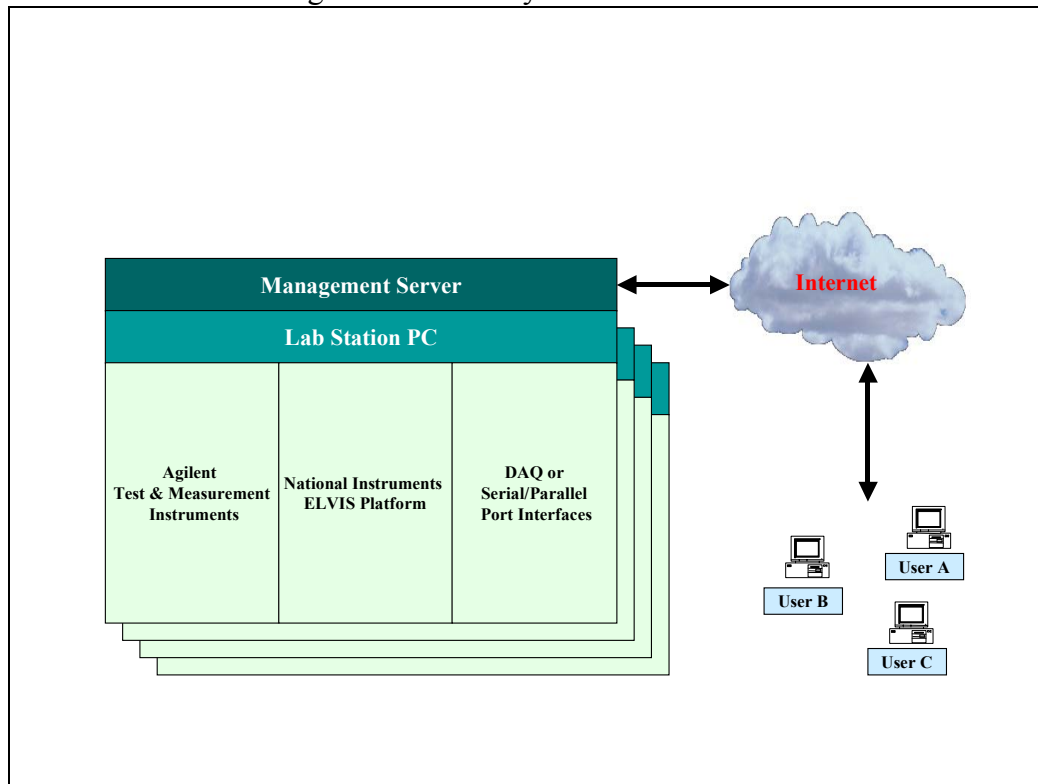 Management Server
Internet
Lab Station PC
Agilent
Test & Measurement
Instruments
National Instruments
ELVIS Platform
DAQ or
Serial/Parallel
Port Interfaces
User A
User B
User C